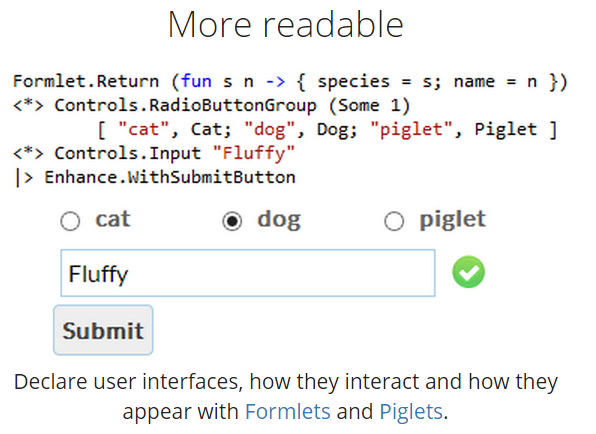 More readable
Formlet.Return (fun s n -> { species = s; name = n })
<*> Controls.RadioButtonGroup (Some 1)
[ "cat", Cat; "dog", Dog; "piglet", Piglet ]
<*> Controls.Input "Fluffy"
|> Enhance.WithSubmitButton
cat dog piglet
Fluffy
Submit
Declare user interfaces, how they interact and how they
appear with Formlets and Piglets.